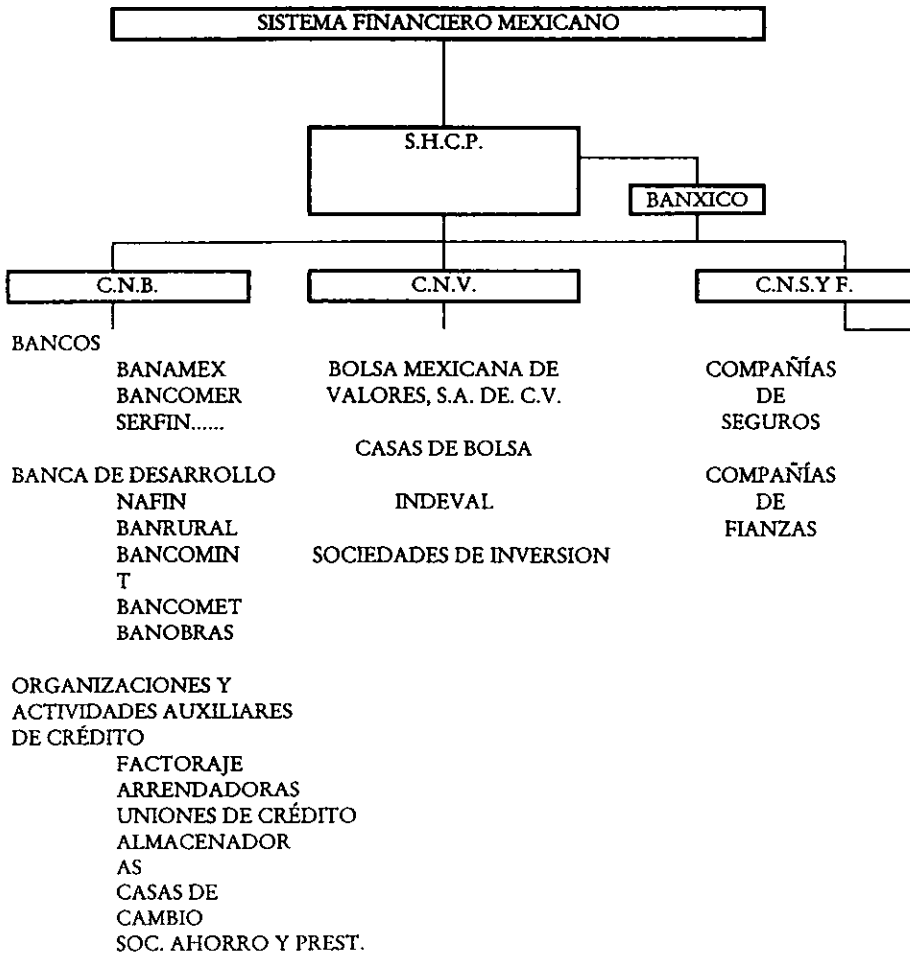 SISTEMA FINANCIERO MEXICANO
S.H.C.P.
BANXICO
C.N.B.
C.N.V.
C.N.S.Y F.
BANCOS
BANAMEX
BANCOMER
SERFIN......
BANCA DE DESARROLLO
NAFIN
BANRURAL
BANCOMIN
T
BANCOMET
BANOBRAS
ORGANIZACIONES Y
ACTIVIDADES AUXILIARES
DE CRÉDITO
FACTORAJE
ARRENDADORAS
UNIONES DE CRÉDITO
ALMACENADOR
AS
CASAS DE
CAMBIO
SOC. AHORRO Y PREST.
BOLSA MEXICANA DE
VALORES, S.A. DE. C.V.
CASAS DE BOLSA
INDEVAL
SOCIEDADES DE INVERSION
COMPAÑÍAS
DE
SEGUROS
COMPAÑÍAS
DE
FIANZAS